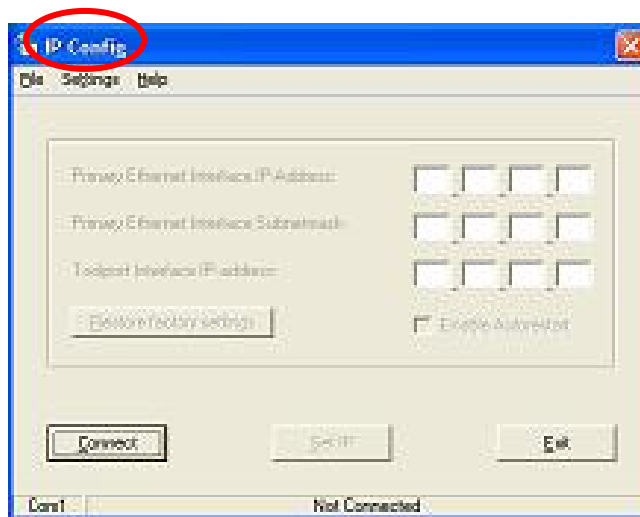 IP Config
File Settings Help
Primary Ethernet Interface IP Address:
Primary Ethernet Interface Subnetmask:
Toolport Interface IP address:
Restore factory settings
Enable Autorestart
Connect
Set IP
Exit
Com1
Not Connected